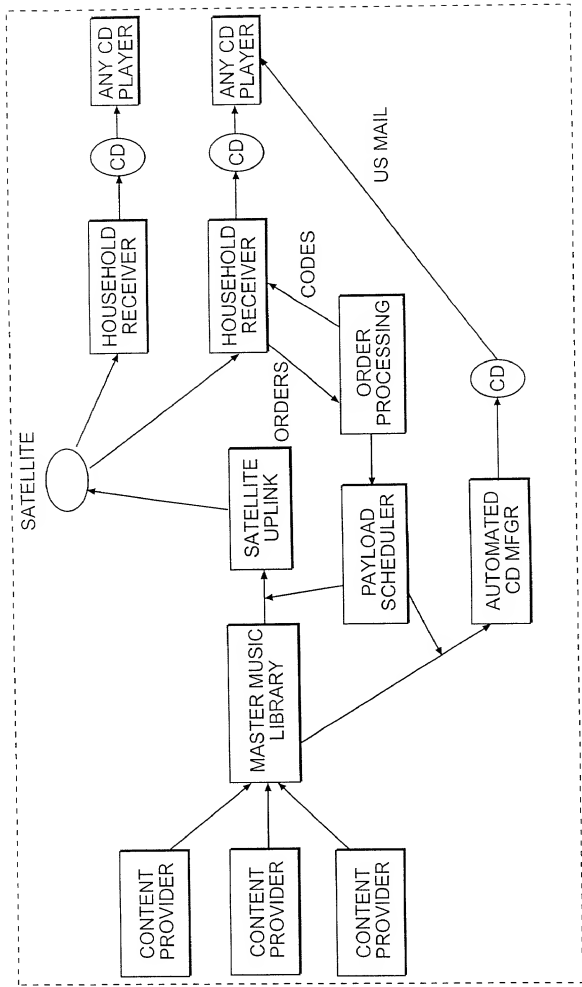 CONTENT
PROVIDER
CONTENT
PROVIDER
CONTENT
PROVIDER
MASTER MUSIC
LIBRARY
SATELLITE
SATELLITE
UPLINK
PAYLOAD
SCHEDULER
AUTOMATED
CD MFGR
ORDERS
CODES
ORDER
PROCESSING
HOUSEHOLD
RECEIVER
HOUSEHOLD
RECEIVER
CD
CD
CD
US MAIL
ANY CD
PLAYER
ANY CD
PLAYER